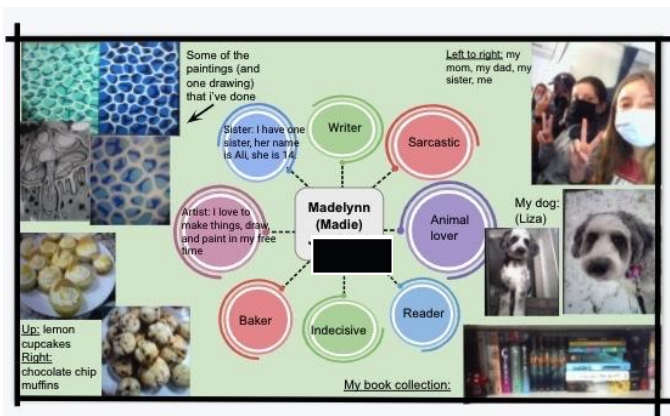 Some of the
paintings (and
one drawing)
that i've done
Left to right: my
mom, my dad, my
sister, me
Sister: I have one
sister, her name
is Ali, she is 14.
Writer
Sarcastic
Artist: I love to
make things, draw,
and paint in my free
time
Madelynn
(Madie)
Animal
lover
My dog:
(Liza)
Baker
Indecisive
Reader
Up: lemon
cupcakes
Right:
chocolate chip
muffins
My book collection: